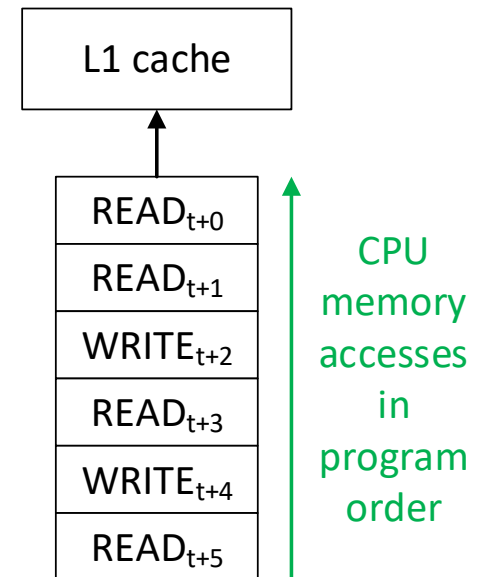 L1 cache
READt+0
READt+1
WRITEt+2
READt+3
WRITEt+4
READt+5
CPU
memory
accesses
in
program
order